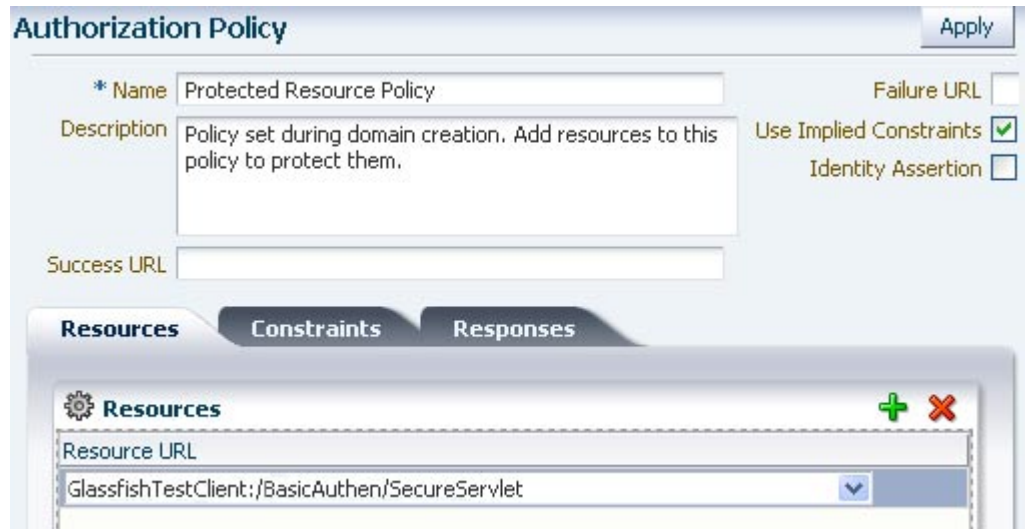 Authorization Policy
Apply
* Name Protected Resource Policy
Failure URL
Description Policy set during domain creation. Add resources to this
policy to protect them.
Use Implied Constraints
Identity Assertion
Success URL
Resources Constraints Responses
Resources
Resource URL
GlassfishTestClient:/BasicAuthen/SecureServlet